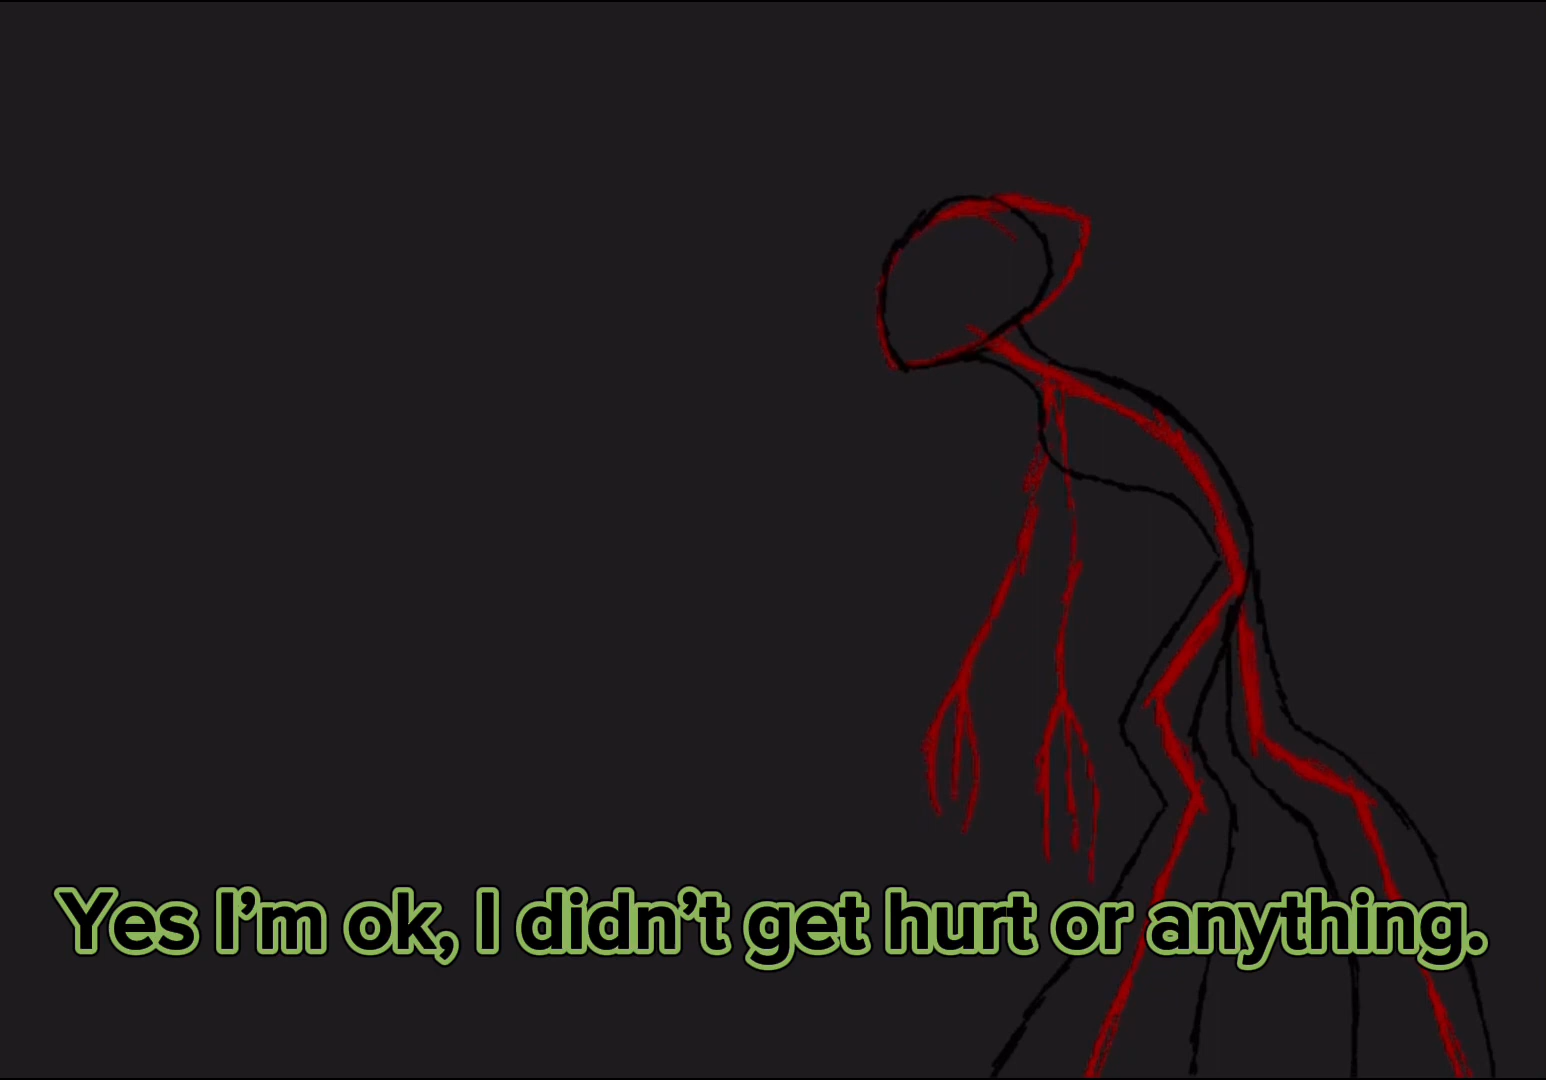 Yes I’m ok, I didn’t get hurt or anything.